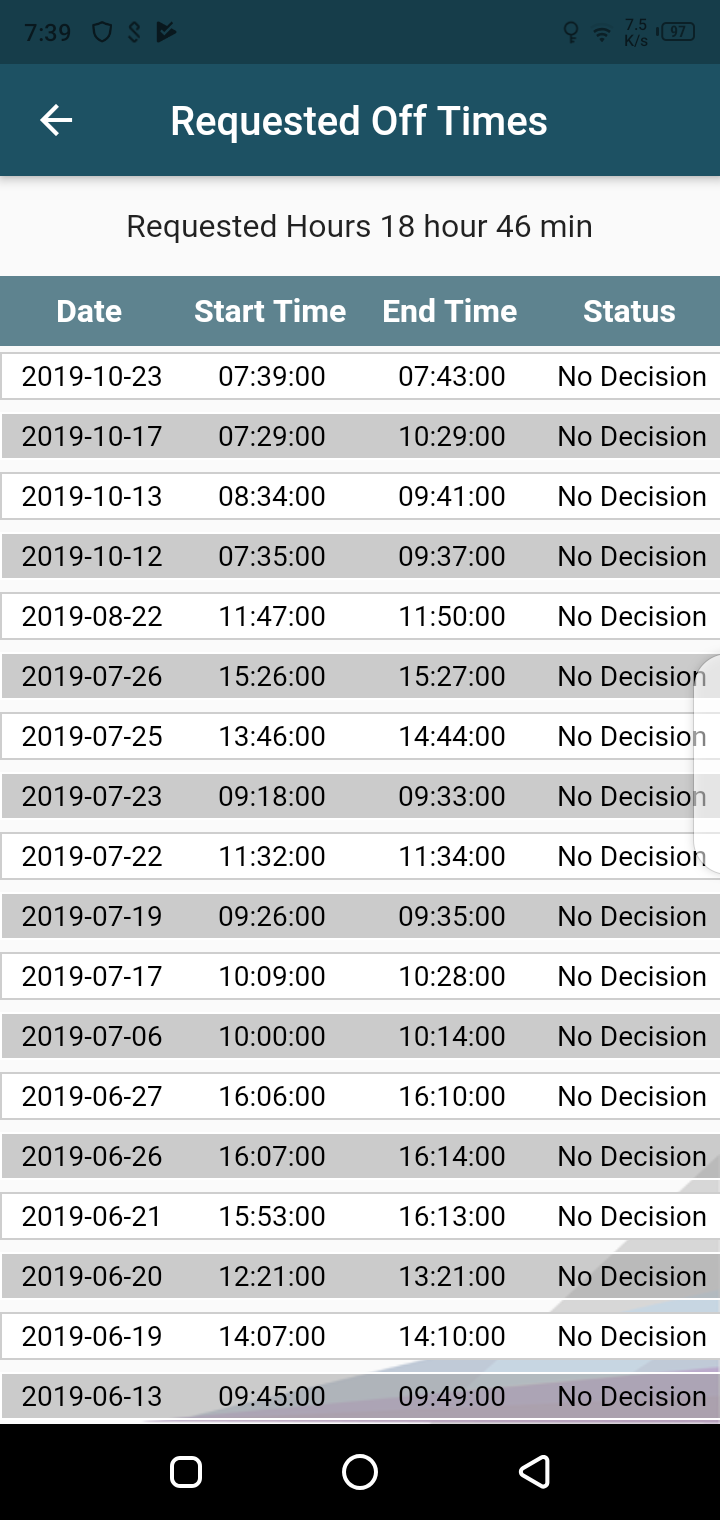 7:39 7.5 K/s 97
Requested Off Times
Requested Hours 18 hour 46 min
Date Start Time End Time Status
2019-10-23 07:39:00 07:43:00 No Decision
2019-10-17 07:29:00 10:29:00 No Decision
2019-10-13 08:34:00 09:41:00 No Decision
2019-10-12 07:35:00 09:37:00 No Decision
2019-08-22 11:47:00 11:50:00 No Decision
2019-07-26 15:26:00 15:27:00 No Decision
2019-07-25 13:46:00 14:44:00 No Decision
2019-07-23 09:18:00 09:33:00 No Decision
2019-07-22 11:32:00 11:34:00 No Decision
2019-07-19 09:26:00 09:35:00 No Decision
2019-07-17 10:09:00 10:28:00 No Decision
2019-07-06 10:00:00 10:14:00 No Decision
2019-06-27 16:06:00 16:10:00 No Decision
2019-06-26 16:07:00 16:14:00 No Decision
2019-06-21 15:53:00 16:13:00 No Decision
2019-06-20 12:21:00 13:21:00 No Decision
2019-06-19 14:07:00 14:10:00 No Decision
2019-06-13 09:45:00 09:49:00 No Decision